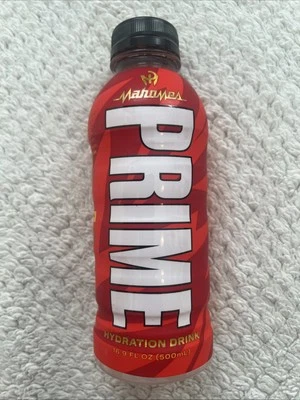 Mahomes
PRIME
HYDRATION DRINK
16.9 FL OZ (500mL)